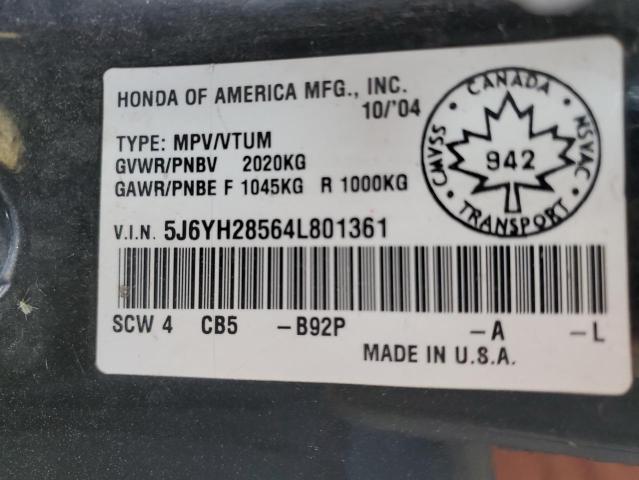 HONDA OF AMERICA MFG., INC.
10/'04
TYPE: MPV/VTUM
GVWR/PNBV 2020KG
GAWR/PNBE F 1045KG R 1000KG
V.I.N. 5J6YH28564L801361
SCW 4 CB5 -B92P -A -L
MADE IN U.S.A.
CANADA
CMVSS
942
NSVAC
TRANSPORT